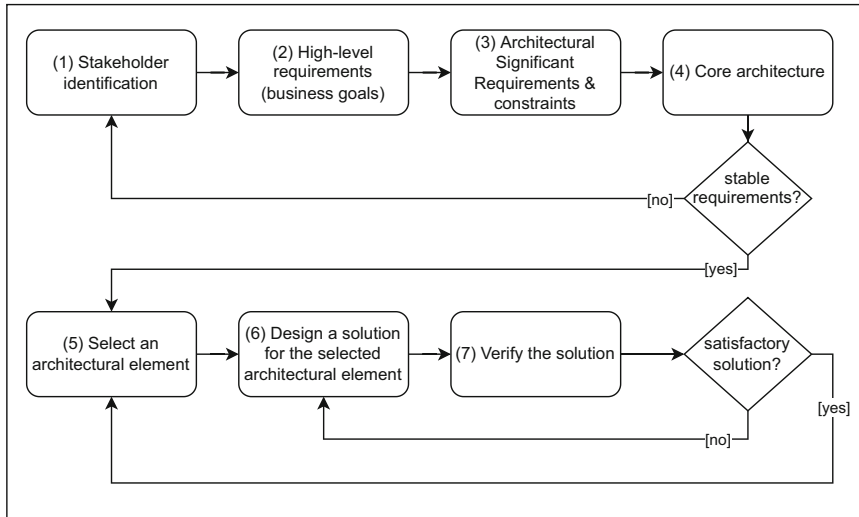 (1) Stakeholder
identification
(2) High-level
requirements
(business goals)
(3) Architectural
Significant
Requirements &
constraints
(4) Core architecture
stable
requirements?
[no]
[yes]
(5) Select an
architectural element
(6) Design a solution
for the selected
architectural element
(7) Verify the solution
satisfactory
solution?
[yes]
[no]